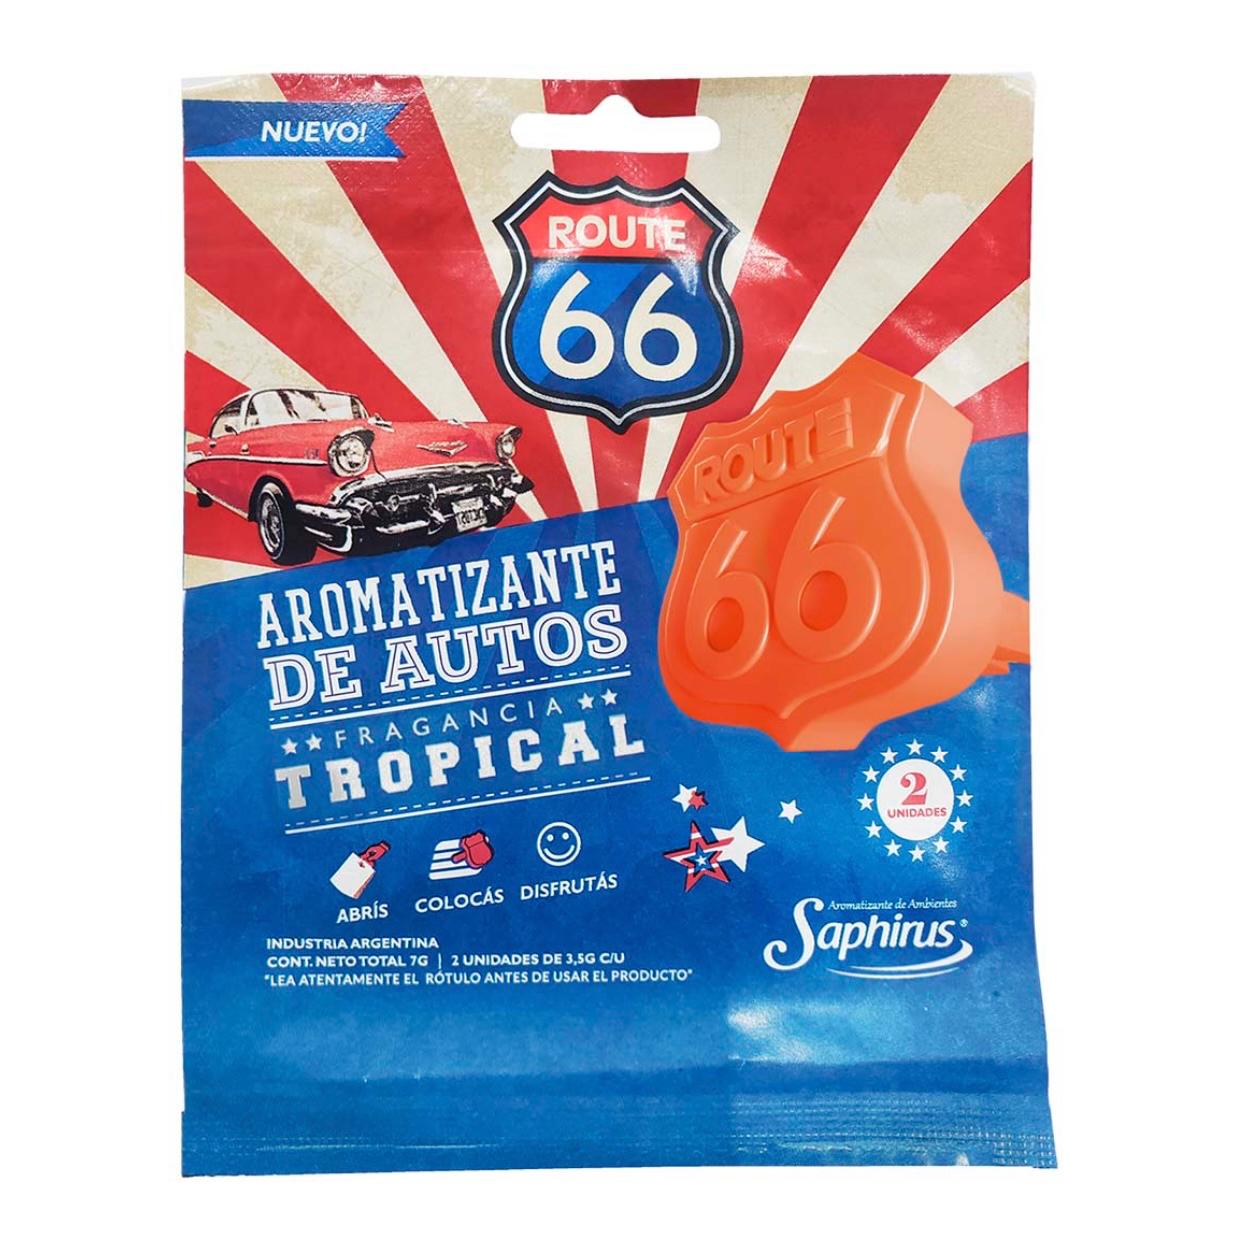 NUEVO!
ROUTE
66
ROUTE
66
AROMATIZANTE
DE AUTOS
FRAGANCIA
TROPICAL
2
UNIDADES
ABRÍS
COLOCÁS
DISFRUTÁS
Aromatizante de Ambientes
Saphirus®
INDUSTRIA ARGENTINA
CONT. NETO TOTAL 7G | 2 UNIDADES DE 3,5G C/U
"LEA ATENTAMENTE EL RÓTULO ANTES DE USAR EL PRODUCTO"